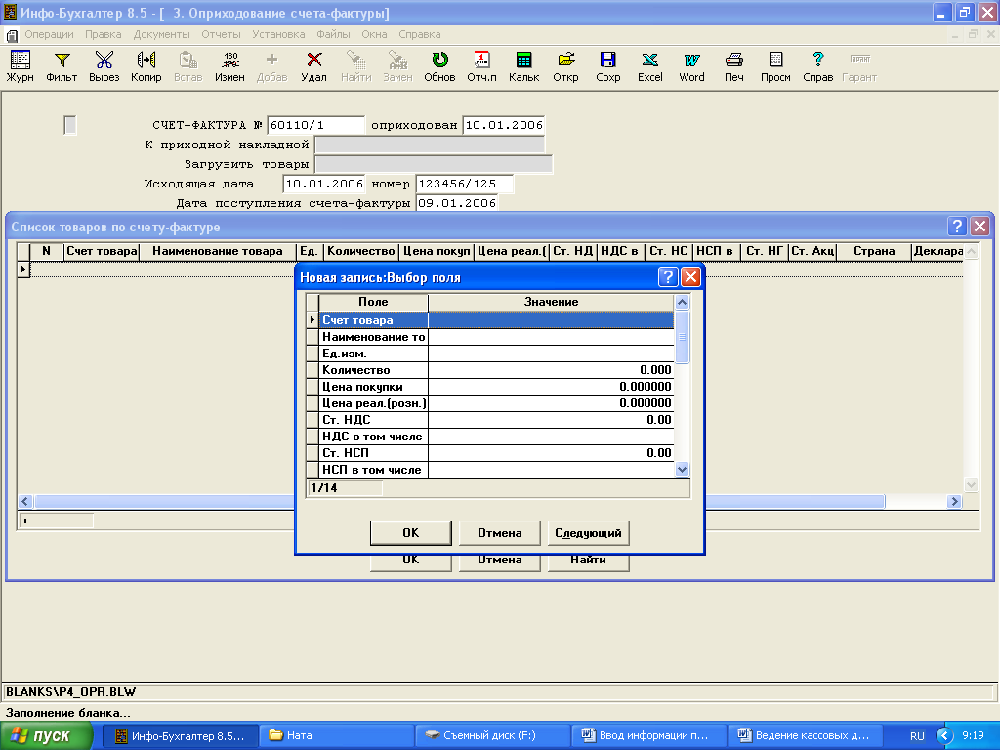 Инфо-Бухгалтер 8.5 - [ 3. Оприходование счета-фактуры]
Операции Правка Документы Отчеты Установка Файлы Окна Справка
Журн Фильт Вырез Копир Встав Измен Добав Удал Найти Замен Обнов Отч.п Кальк Откр Сохр Excel Word Печ Просм Справ Гарант
СЧЕТ-ФАКТУРА № 60110/1 оприходован 10.01.2006
К приходной накладной
Загрузить товары
Исходящая дата 10.01.2006 номер 123456/125
Дата поступления счета-фактуры 09.01.2006
Список товаров по счету-фактуре
N Счет товара Наименование товара Ед. Количество Цена покуп Цена реал.( Ст. НД НДС в Ст. НС НСП в Ст. НГ Ст. Акц Страна Деклара
Новая запись:Выбор поля
Поле Значение
Счет товара
Наименование то
Ед.изм.
Количество 0.000
Цена покупки 0.000000
Цена реал.(розн.) 0.000000
Ст. НДС 0.00
НДС в том числе
Ст. НСП 0.00
НСП в том числе
1/14
+
OK Отмена Следующий
OK Отмена Найти
BLANKS\P4_OPR.BLW
Заполнение бланка...
пуск Инфо-Бухгалтер 8.5... Ната Съемный диск (F:) Ввод информации п... Ведение кассовых д... RU 9:19